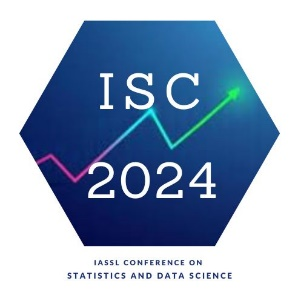 ISC
2024
IASSL CONFERENCE ON
STATISTICS AND DATA SCIENCE